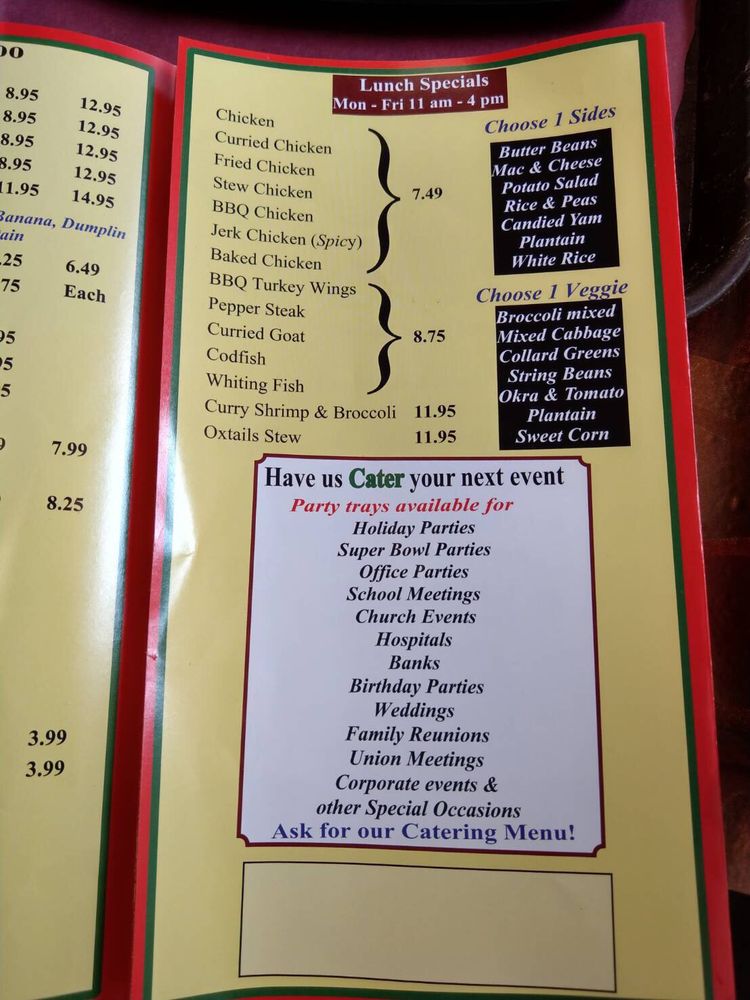 8.95 12.95
8.95 12.95
8.95 12.95
8.95 12.95
11.95 14.95
Banana, Dumplin
.25 6.49
.75 Each
7.99
8.25
3.99
3.99
Lunch Specials
Mon - Fri 11 am - 4 pm
Chicken
Curried Chicken
Fried Chicken
Stew Chicken
BBQ Chicken
Jerk Chicken (Spicy)
Baked Chicken
7.49
BBQ Turkey Wings
Pepper Steak
Curried Goat
Codfish
Whiting Fish
8.75
Curry Shrimp & Broccoli 11.95
Oxtails Stew 11.95
Choose 1 Sides
Butter Beans
Mac & Cheese
Potato Salad
Rice & Peas
Candied Yam
Plantain
White Rice
Choose 1 Veggie
Broccoli mixed
Mixed Cabbage
Collard Greens
String Beans
Okra & Tomato
Plantain
Sweet Corn
Have us Cater your next event
Party trays available for
Holiday Parties
Super Bowl Parties
Office Parties
School Meetings
Church Events
Hospitals
Banks
Birthday Parties
Weddings
Family Reunions
Union Meetings
Corporate events &
other Special Occasions
Ask for our Catering Menu!